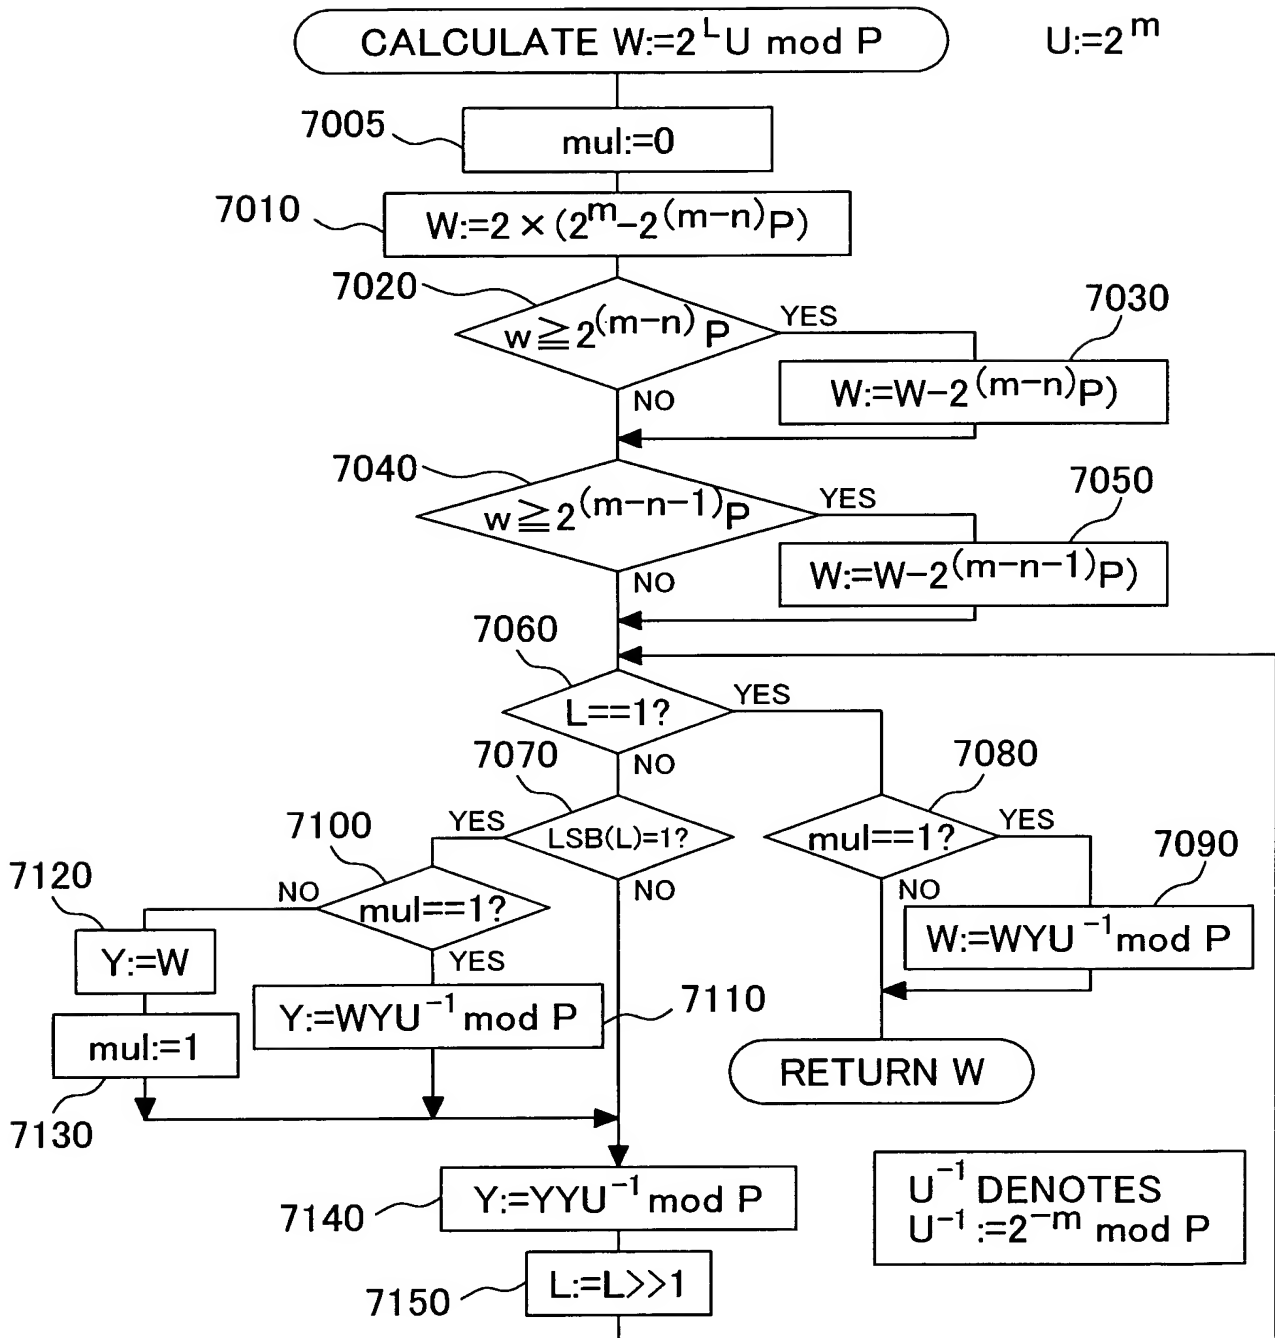 CALCULATE W:=2^L U mod P
U:=2^m
7005
mul:=0
7010
W:=2×(2^m-2^(m-n)P)
7020
w≧2^(m-n)P
YES
7030
W:=W-2^(m-n)P)
NO
7040
w≧2^(m-n-1)P
YES
7050
W:=W-2^(m-n-1)P)
NO
7060
L==1?
YES
NO
7070
LSB(L)=1?
YES
NO
7080
mul==1?
YES
NO
7090
W:=WYU^-1 mod P
7100
mul==1?
NO
YES
7120
Y:=W
mul:=1
7130
Y:=WYU^-1 mod P
7110
RETURN W
Y:=YYU^-1 mod P
7140
L:=L>>1
7150
U^-1 DENOTES
U^-1:=2^-m mod P